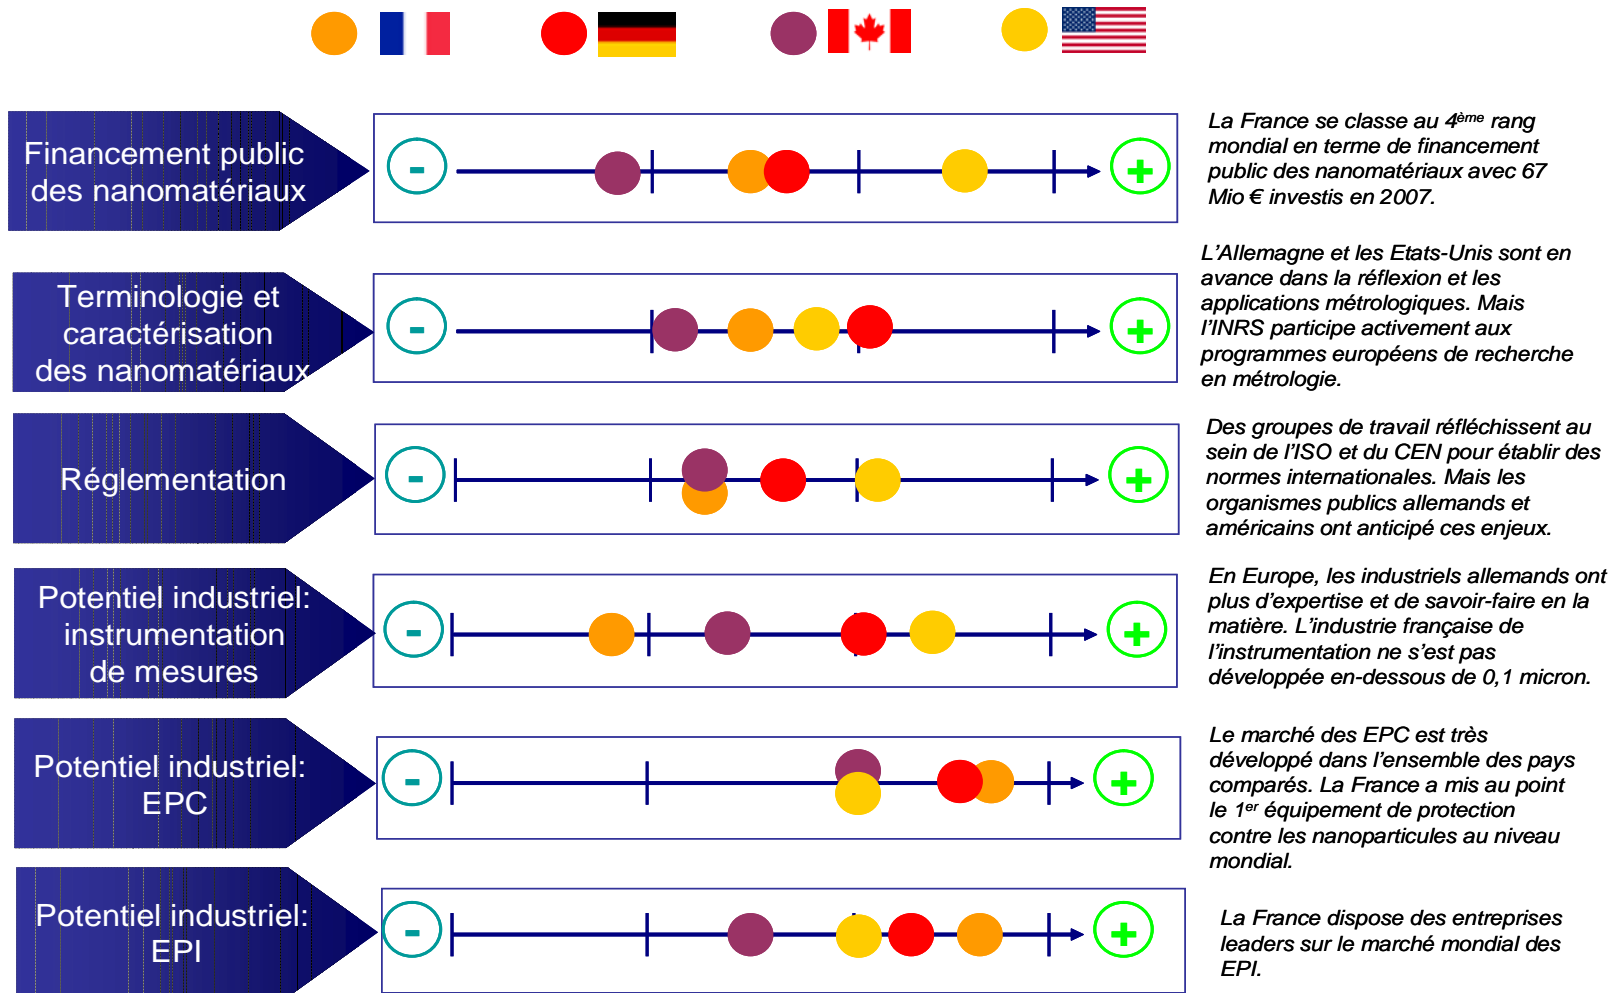 Financement public
des nanomatériaux
-
+
La France se classe au 4ème rang
mondial en terme de financement
public des nanomatériaux avec 67
Mio € investis en 2007.
Terminologie et
caractérisation
des nanomatériaux
-
+
L'Allemagne et les Etats-Unis sont en
avance dans la réflexion et les
applications métrologiques. Mais
l'INRS participe activement aux
programmes européens de recherche
en métrologie.
Réglementation
-
+
Des groupes de travail réfléchissent au
sein de l'ISO et du CEN pour établir des
normes internationales. Mais les
organismes publics allemands et
américains ont anticipé ces enjeux.
Potentiel industriel:
instrumentation
de mesures
-
+
En Europe, les industriels allemands ont
plus d'expertise et de savoir-faire en la
matière. L'industrie française de
l'instrumentation ne s'est pas
développée en-dessous de 0,1 micron.
Potentiel industriel:
EPC
-
+
Le marché des EPC est très
développé dans l'ensemble des pays
comparés. La France a mis au point
le 1er équipement de protection
contre les nanoparticules au niveau
mondial.
Potentiel industriel:
EPI
-
+
La France dispose des entreprises
leaders sur le marché mondial des
EPI.